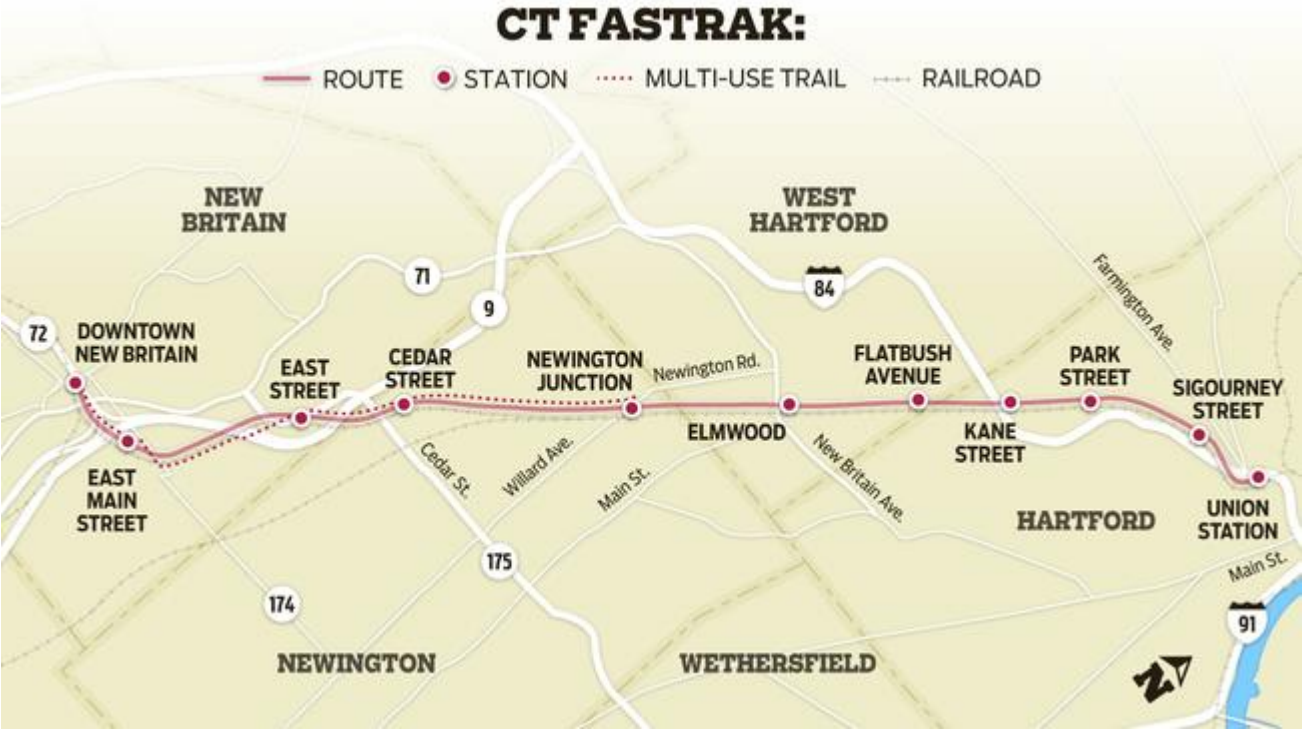 CT FASTRAK:
ROUTE
STATION
MULTI-USE TRAIL
RAILROAD
NEW
BRITAIN
WEST
HARTFORD
71
9
84
Farmington Ave.
72
DOWNTOWN
NEW BRITAIN
EAST
STREET
CEDAR
STREET
NEWINGTON
JUNCTION
Newington Rd.
FLATBUSH
AVENUE
PARK
STREET
SIGOURNEY
STREET
ELMWOOD
KANE
STREET
EAST
MAIN
STREET
Cedar St.
Willard Ave.
Main St.
New Britain Ave.
HARTFORD
UNION
STATION
Main St.
175
174
91
NEWINGTON
WETHERSFIELD
N